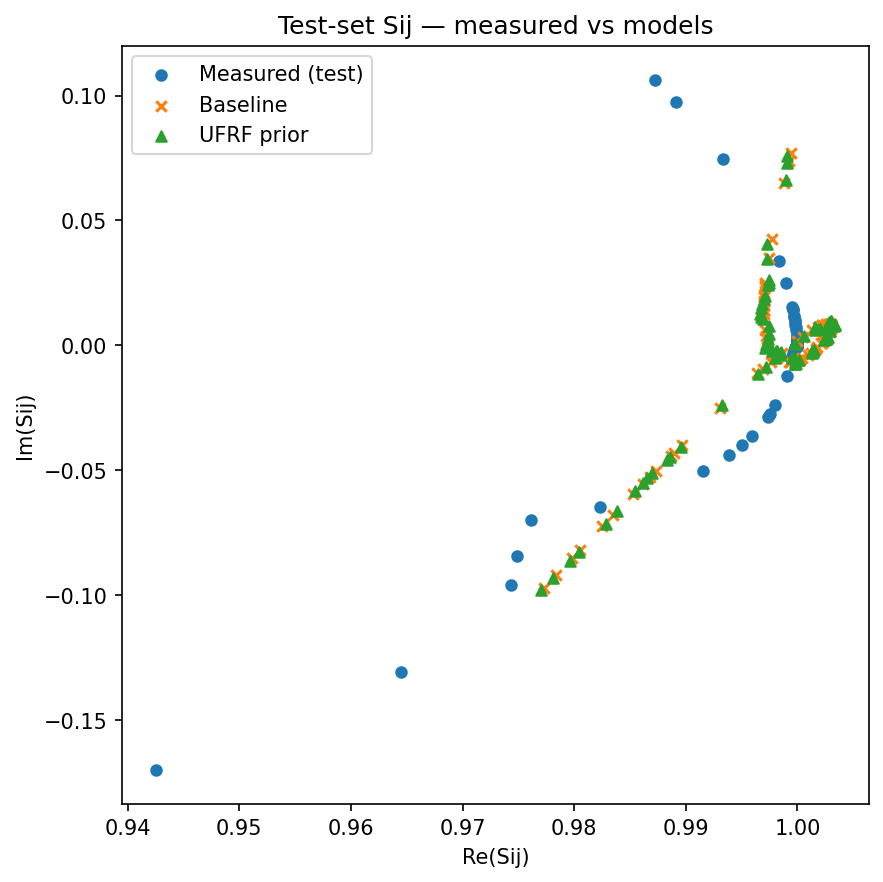 Test-set Sij — measured vs models
Measured (test)
Baseline
UFRF prior
0.10
0.05
0.00
−0.05
−0.10
−0.15
Im(Sij)
0.94 0.95 0.96 0.97 0.98 0.99 1.00
Re(Sij)